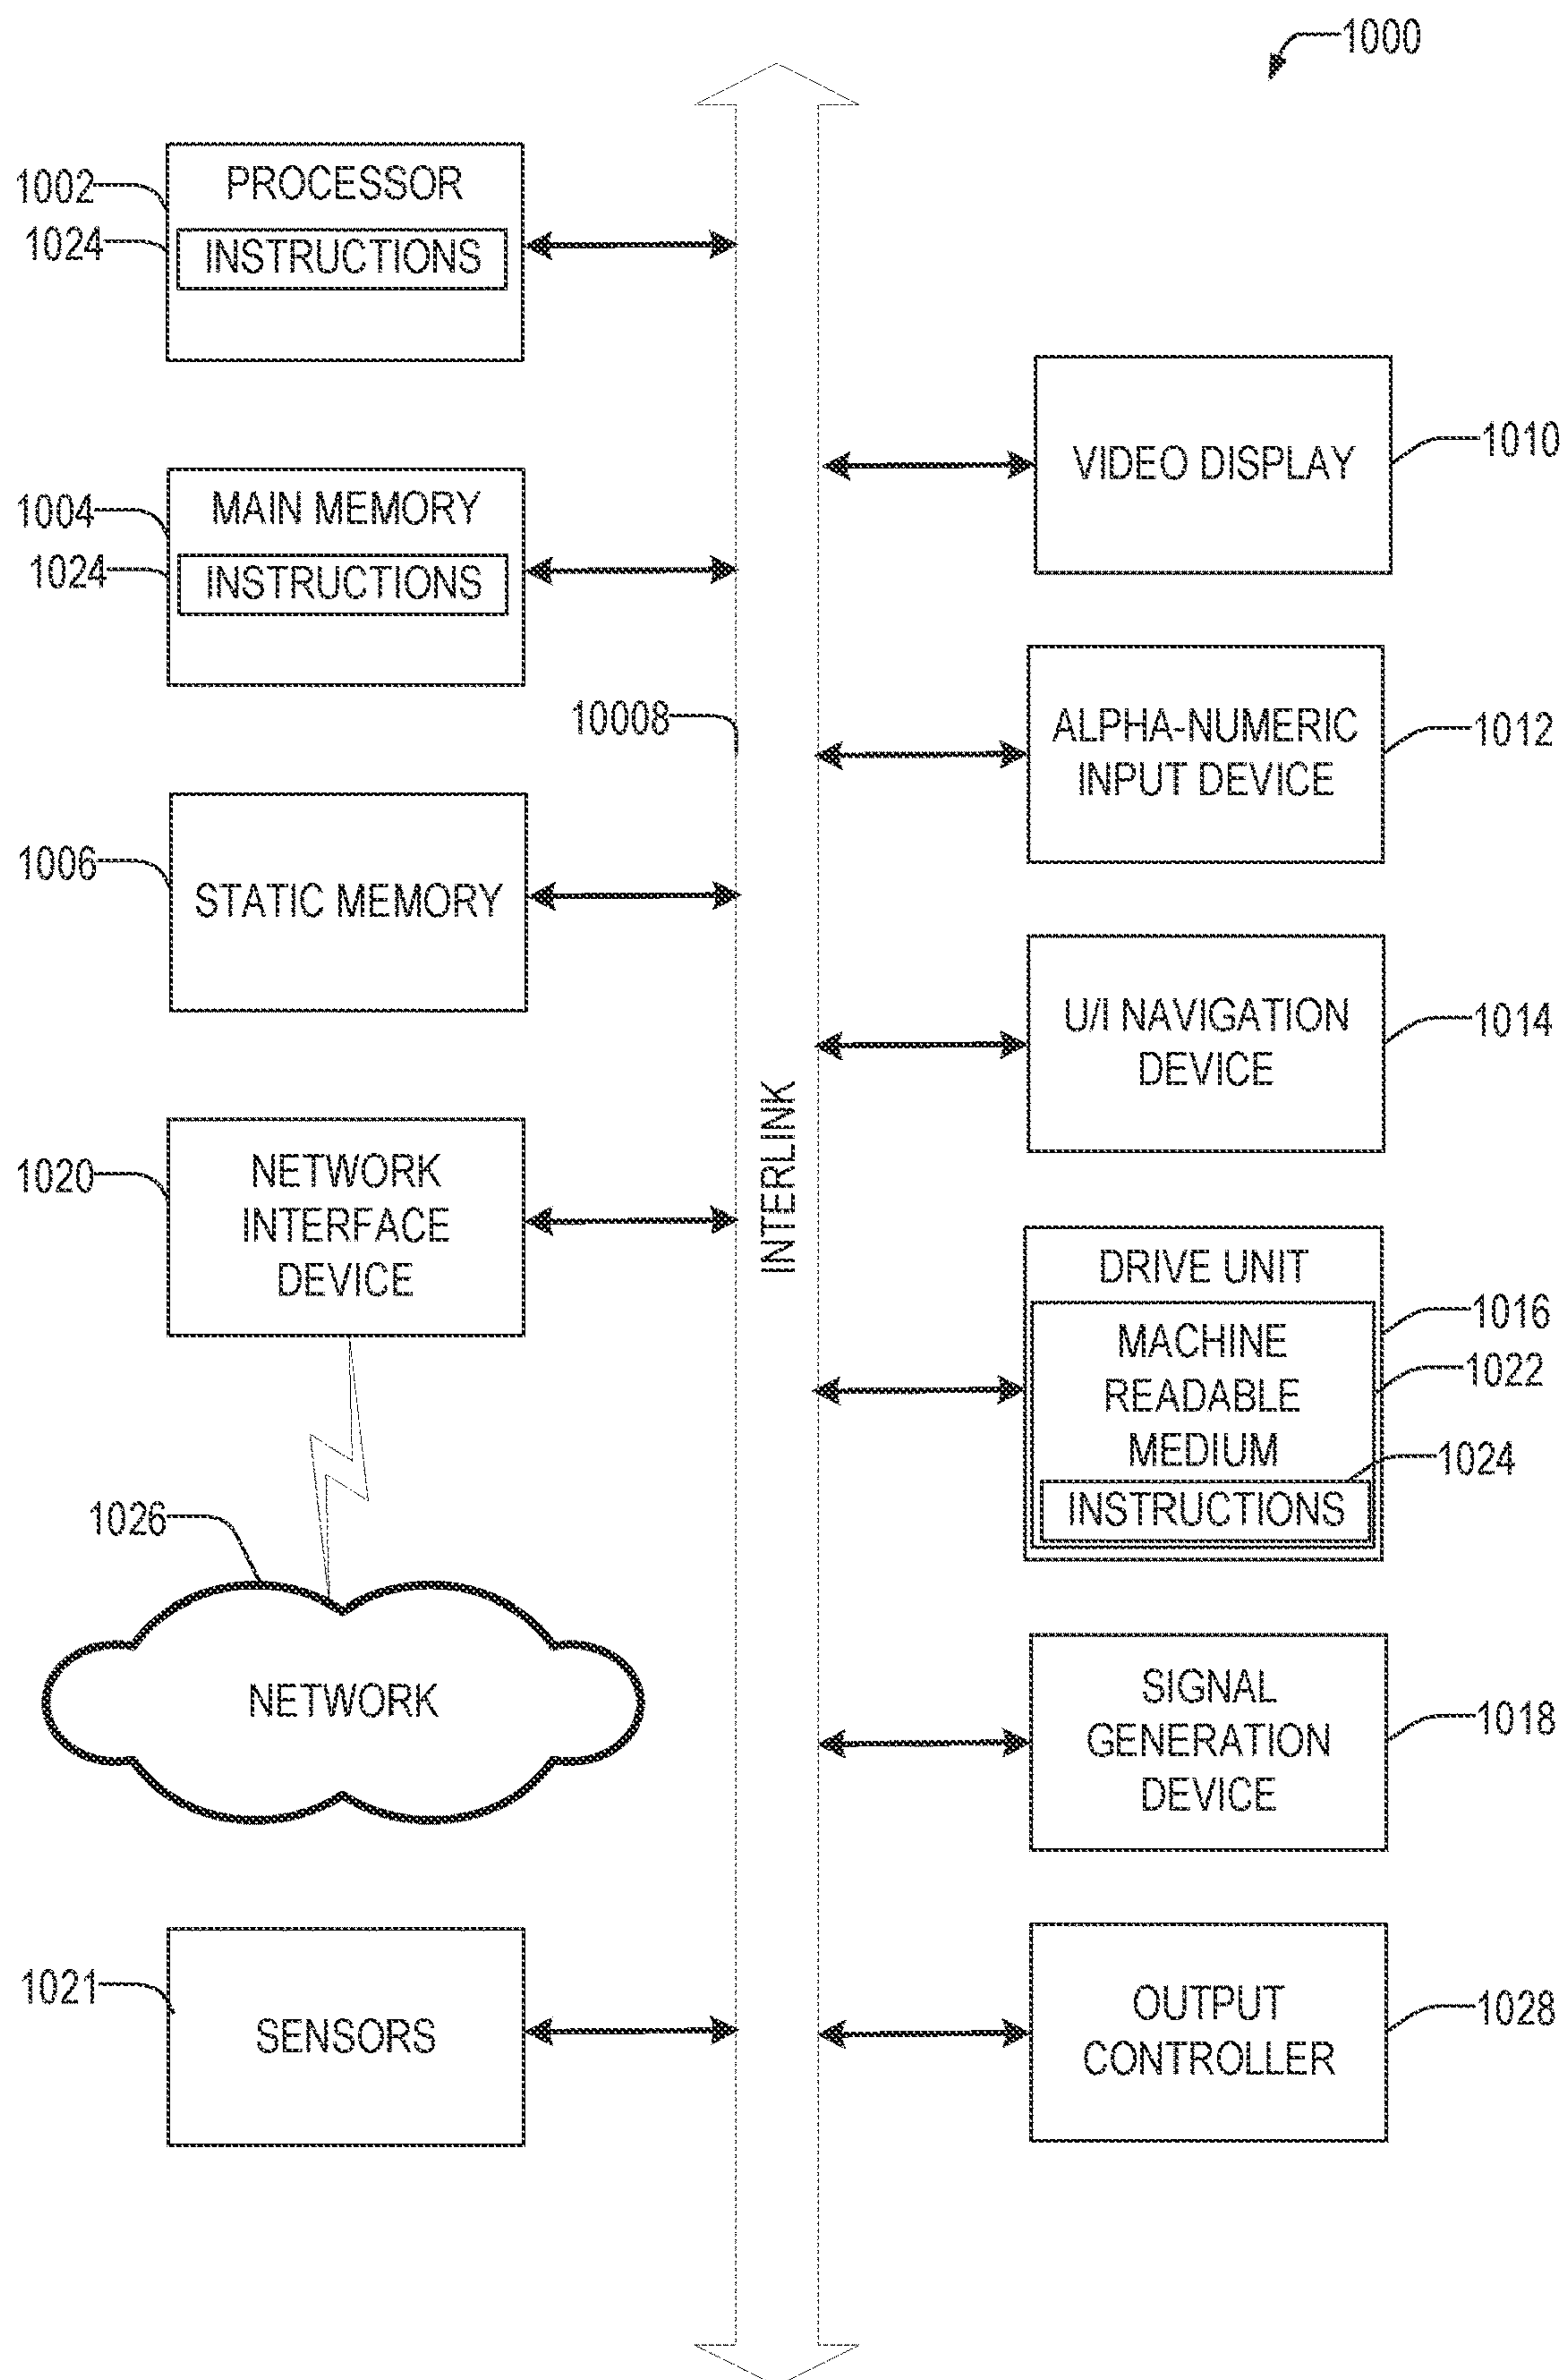 1000
1002
PROCESSOR
1024
INSTRUCTIONS
1004
MAIN MEMORY
1024
INSTRUCTIONS
10008
1006
STATIC MEMORY
1020
NETWORK
INTERFACE
DEVICE
1026
NETWORK
1021
SENSORS
INTERLINK
VIDEO DISPLAY
1010
ALPHA-NUMERIC
INPUT DEVICE
1012
U/I NAVIGATION
DEVICE
1014
DRIVE UNIT
1016
MACHINE
READABLE
MEDIUM
1022
1024
INSTRUCTIONS
SIGNAL
GENERATION
DEVICE
1018
OUTPUT
CONTROLLER
1028